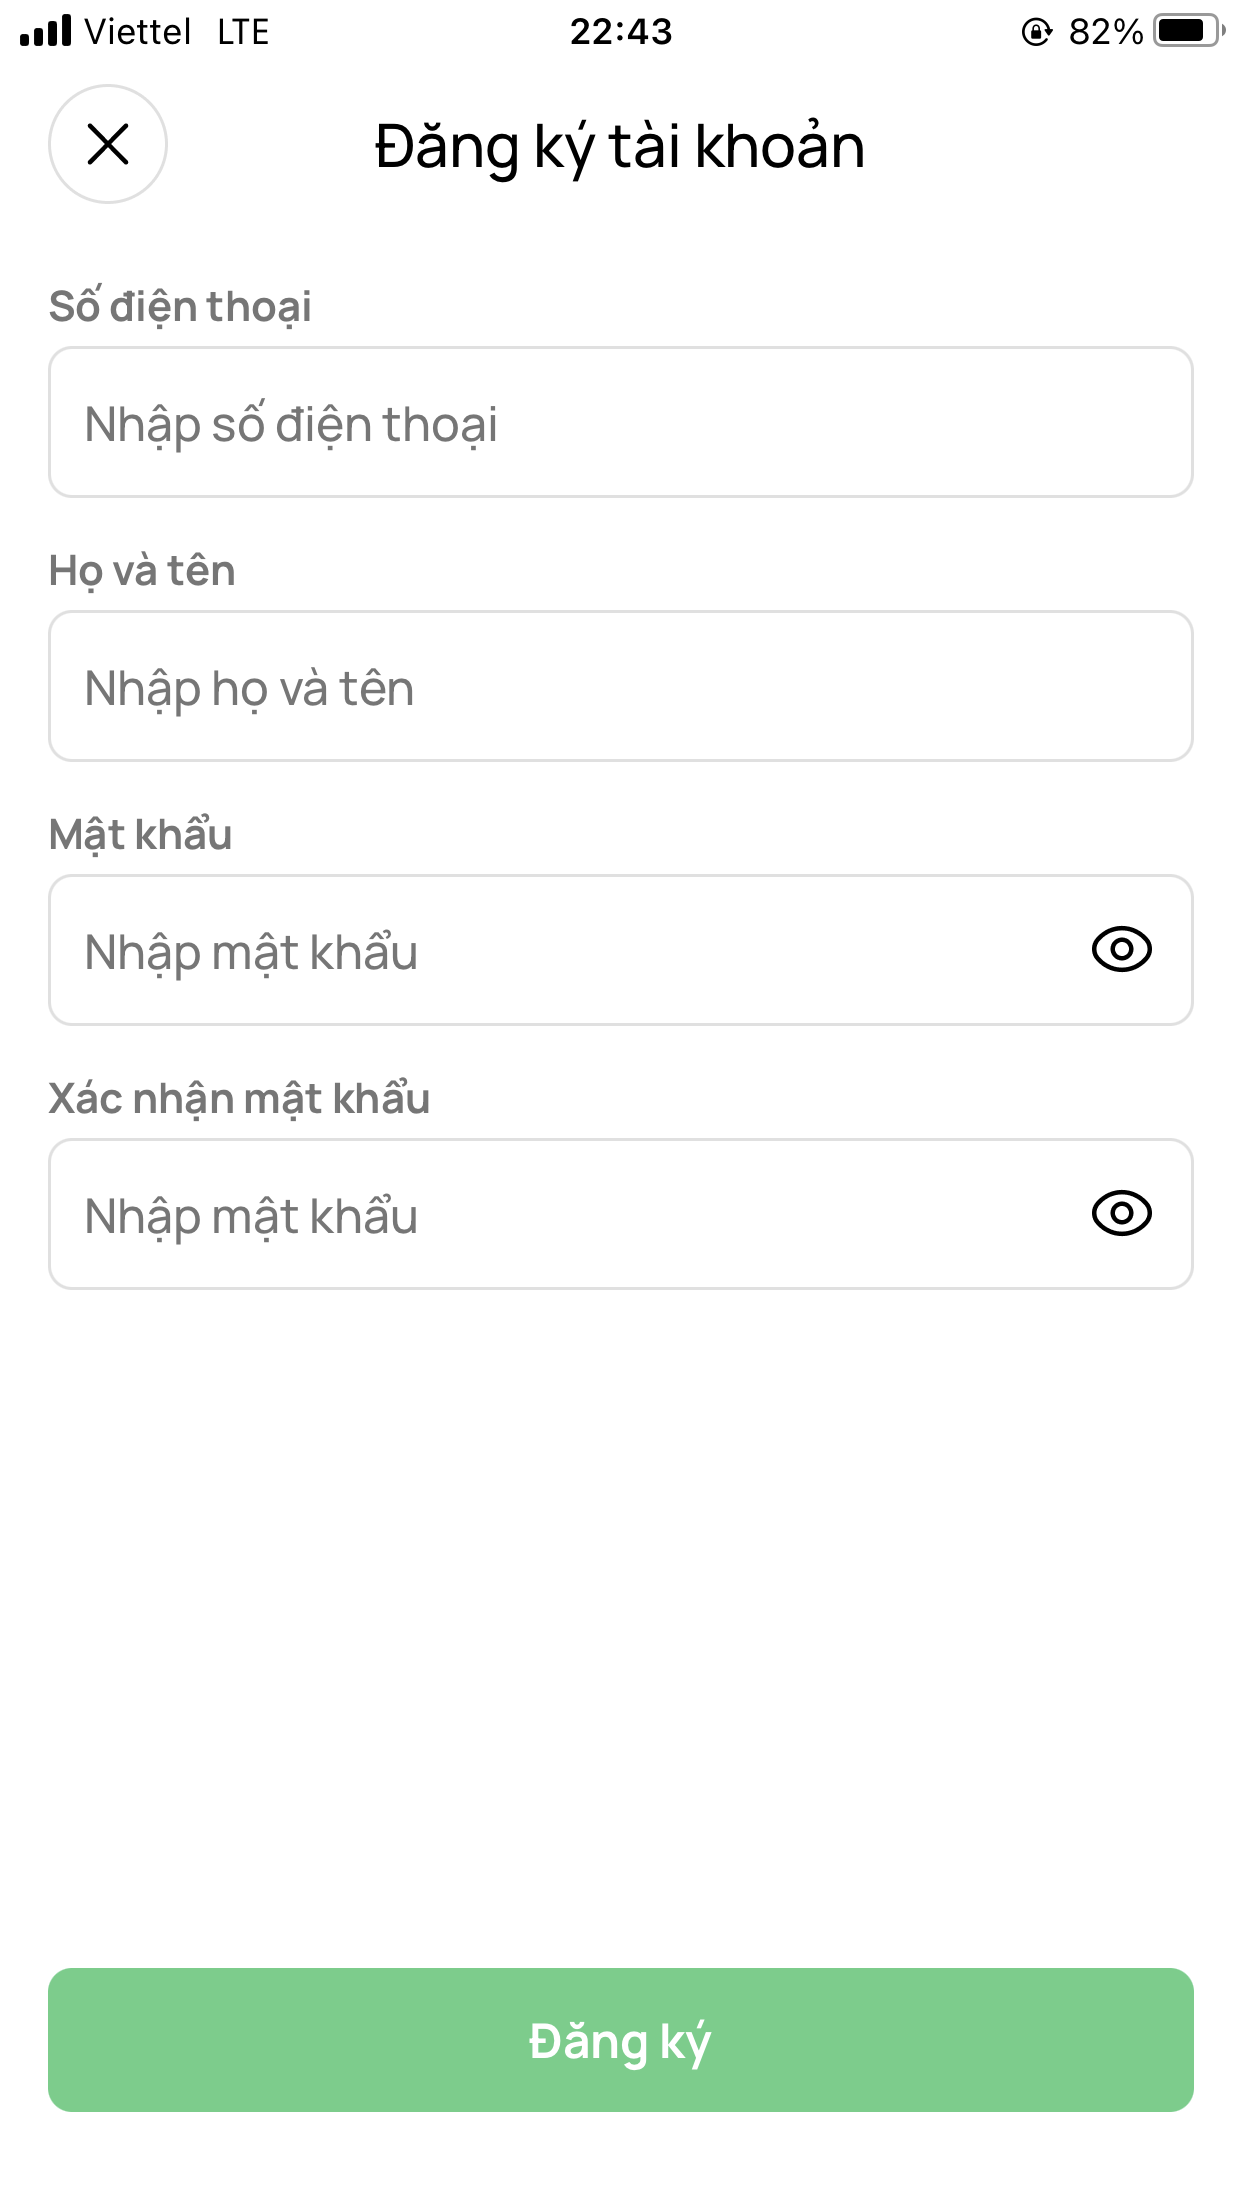 Viettel LTE 22:43 82%
Đăng ký tài khoản
Số điện thoại
Nhập số điện thoại
Họ và tên
Nhập họ và tên
Mật khẩu
Nhập mật khẩu
Xác nhận mật khẩu
Nhập mật khẩu
Đăng ký